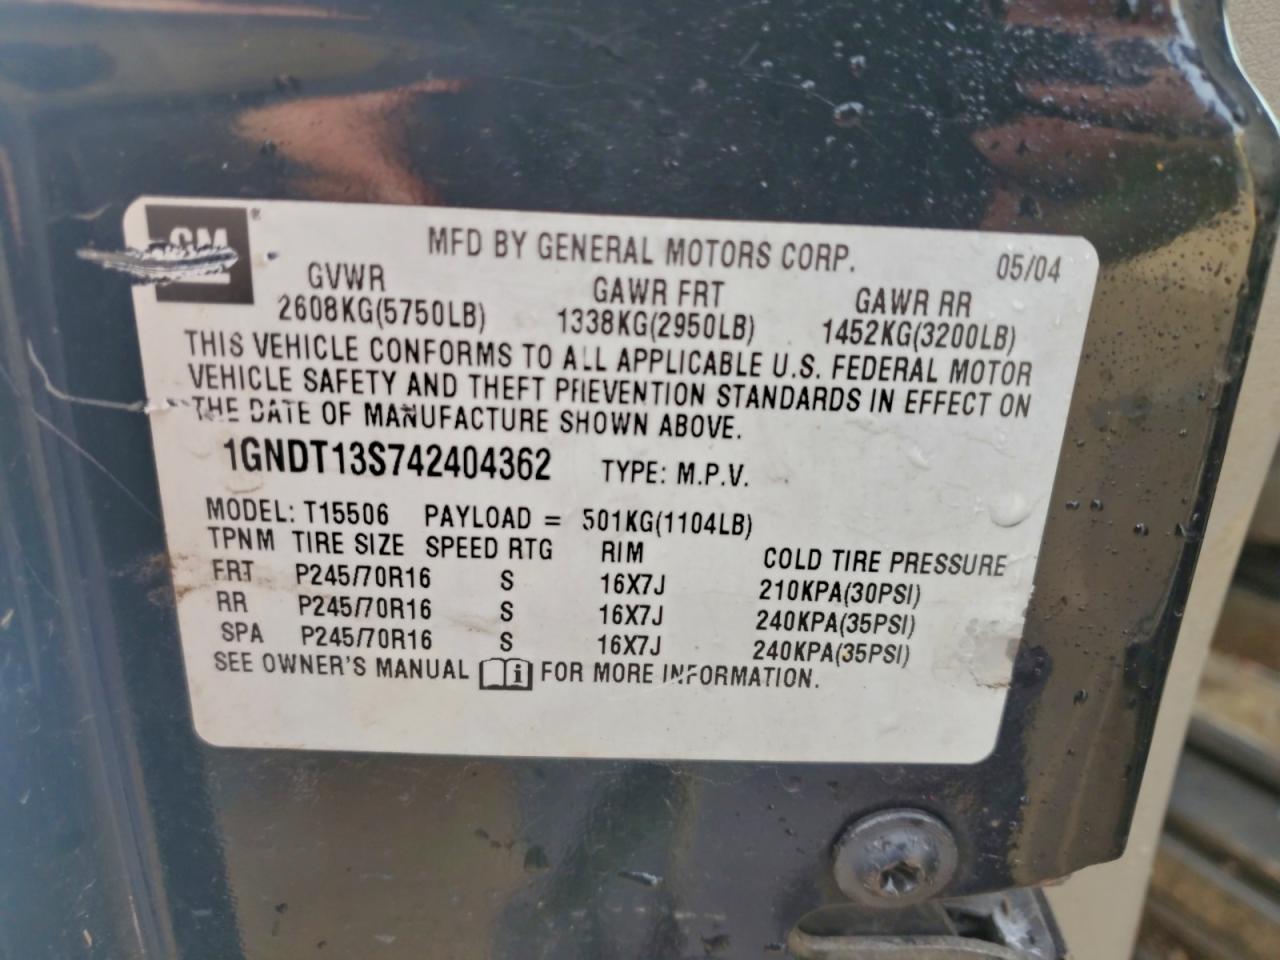 GM
MFD BY GENERAL MOTORS CORP. 05/04
GVWR GAWR FRT GAWR RR
2608KG(5750LB) 1338KG(2950LB) 1452KG(3200LB)
THIS VEHICLE CONFORMS TO ALL APPLICABLE U.S. FEDERAL MOTOR
VEHICLE SAFETY AND THEFT PREVENTION STANDARDS IN EFFECT ON
THE DATE OF MANUFACTURE SHOWN ABOVE.
1GNDT13S742404362 TYPE: M.P.V.
MODEL: T15506 PAYLOAD = 501KG(1104LB)
TPNM TIRE SIZE SPEED RTG RIM COLD TIRE PRESSURE
FRT P245/70R16 S 16X7J 210KPA(30PSI)
RR P245/70R16 S 16X7J 240KPA(35PSI)
SPA P245/70R16 S 16X7J 240KPA(35PSI)
SEE OWNER'S MANUAL FOR MORE INFORMATION.